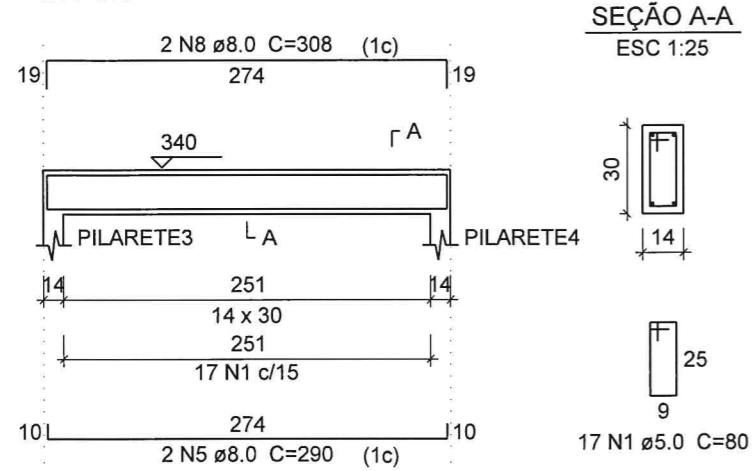 SEÇÃO A-A
ESC 1:25
2 N8 ø8.0 C=308 (1c)
19 274 19
A
340
30
14
PILARETE3 A PILARETE4
14 251 14
14 x 30
251
17 N1 c/15
25
9
10 274 10
2 N5 ø8.0 C=290 (1c)
17 N1 ø5.0 C=80